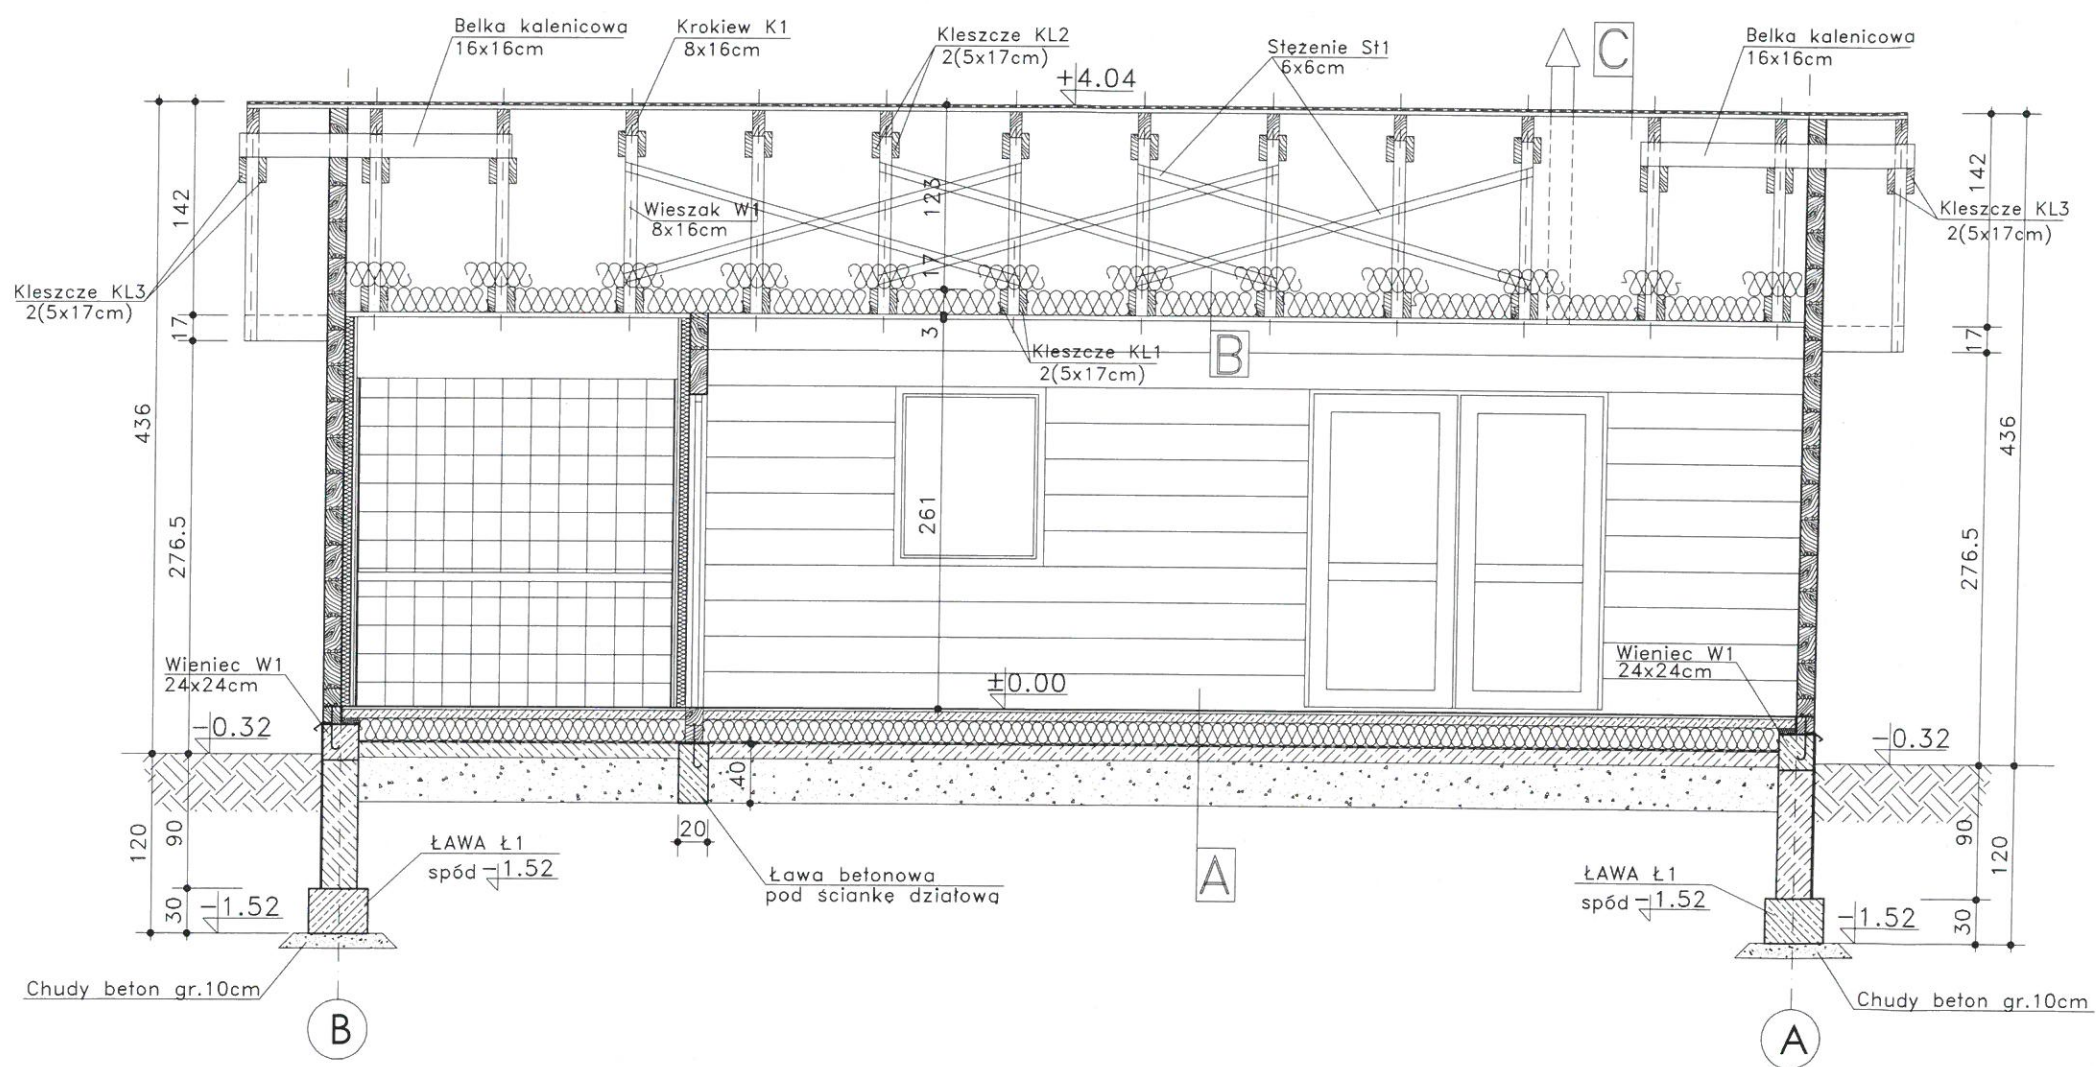 Belka kalenicowa
16x16cm
Krokiew K1
8x16cm
Kleszcze KL2
2(5x17cm)
Stężenie St1
6x6cm
C
Belka kalenicowa
16x16cm
+4.04
142
123
Wieszak W1
8x16cm
142
Kleszcze KL3
2(5x17cm)
17
Kleszcze KL3
2(5x17cm)
17
3
Kleszcze KL1
2(5x17cm)
B
17
436
276.5
261
436
276.5
Wieniec W1
24x24cm
±0.00
Wieniec W1
24x24cm
-0.32
-0.32
40
20
120
90
30
ŁAWA Ł1
spód -1.52
-1.52
Ława betonowa
pod ściankę działową
A
ŁAWA Ł1
spód -1.52
-1.52
90
30
120
Chudy beton gr.10cm
Chudy beton gr.10cm
B
A